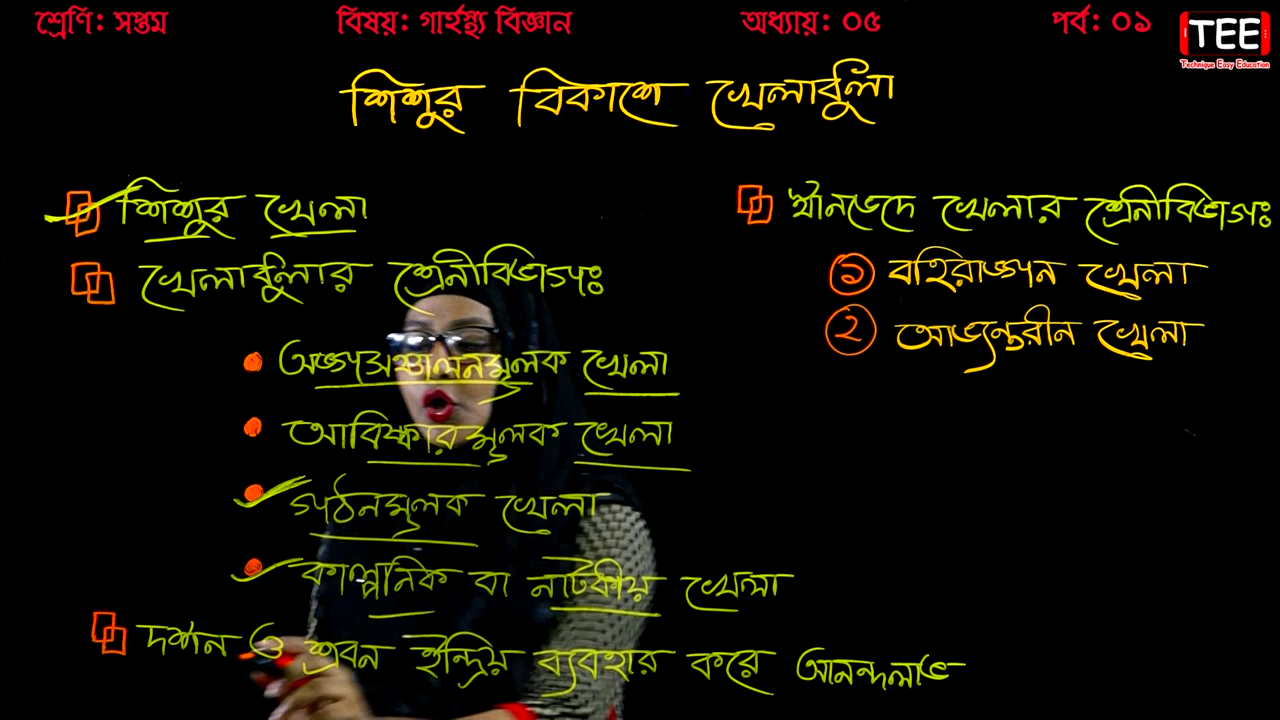 শ্রেণি: সপ্তম বিষয়: গার্হস্থ্য বিজ্ঞান অধ্যায়: ০৫ পর্ব: ০১
TEE
Technique Easy Education
শিশুর বিকাশে খেলাধুলা
শিশুর খেলা
খেলাধুলার শ্রেনীবিভাগঃ
অঙ্গসঞ্চালনমূলক খেলা
আবিষ্কারমূলক খেলা
গঠনমূলক খেলা
কাল্পনিক বা নাটকীয় খেলা
দর্শন ও শ্রবন ইন্দ্রিয় ব্যবহার করে আনন্দলাভ
স্থানভেদে খেলার শ্রেনীবিভাগঃ
১ বহিরাঙ্গন খেলা
২ আভ্যন্তরীন খেলা